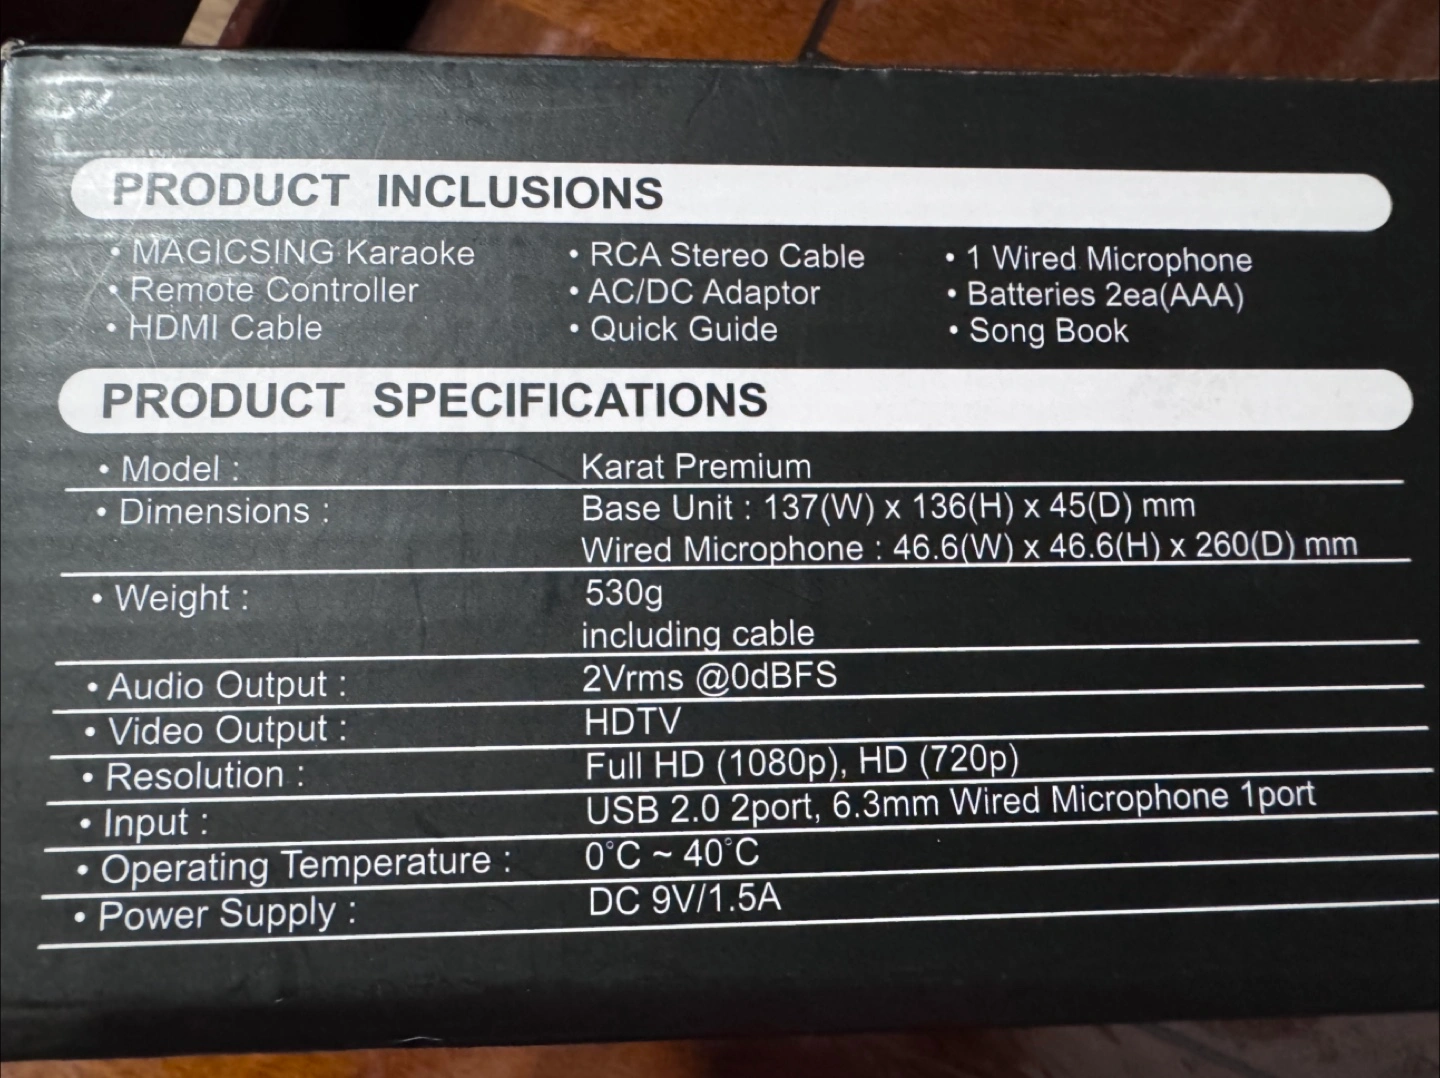 PRODUCT INCLUSIONS
• MAGICSING Karaoke • RCA Stereo Cable • 1 Wired Microphone
• Remote Controller • AC/DC Adaptor • Batteries 2ea(AAA)
• HDMI Cable • Quick Guide • Song Book
PRODUCT SPECIFICATIONS
• Model : Karat Premium
• Dimensions : Base Unit : 137(W) x 136(H) x 45(D) mm
Wired Microphone : 46.6(W) x 46.6(H) x 260(D) mm
• Weight : 530g
including cable
• Audio Output : 2Vrms @0dBFS
• Video Output : HDTV
• Resolution : Full HD (1080p), HD (720p)
• Input : USB 2.0 2port, 6.3mm Wired Microphone 1port
• Operating Temperature : 0°C ~ 40°C
• Power Supply : DC 9V/1.5A